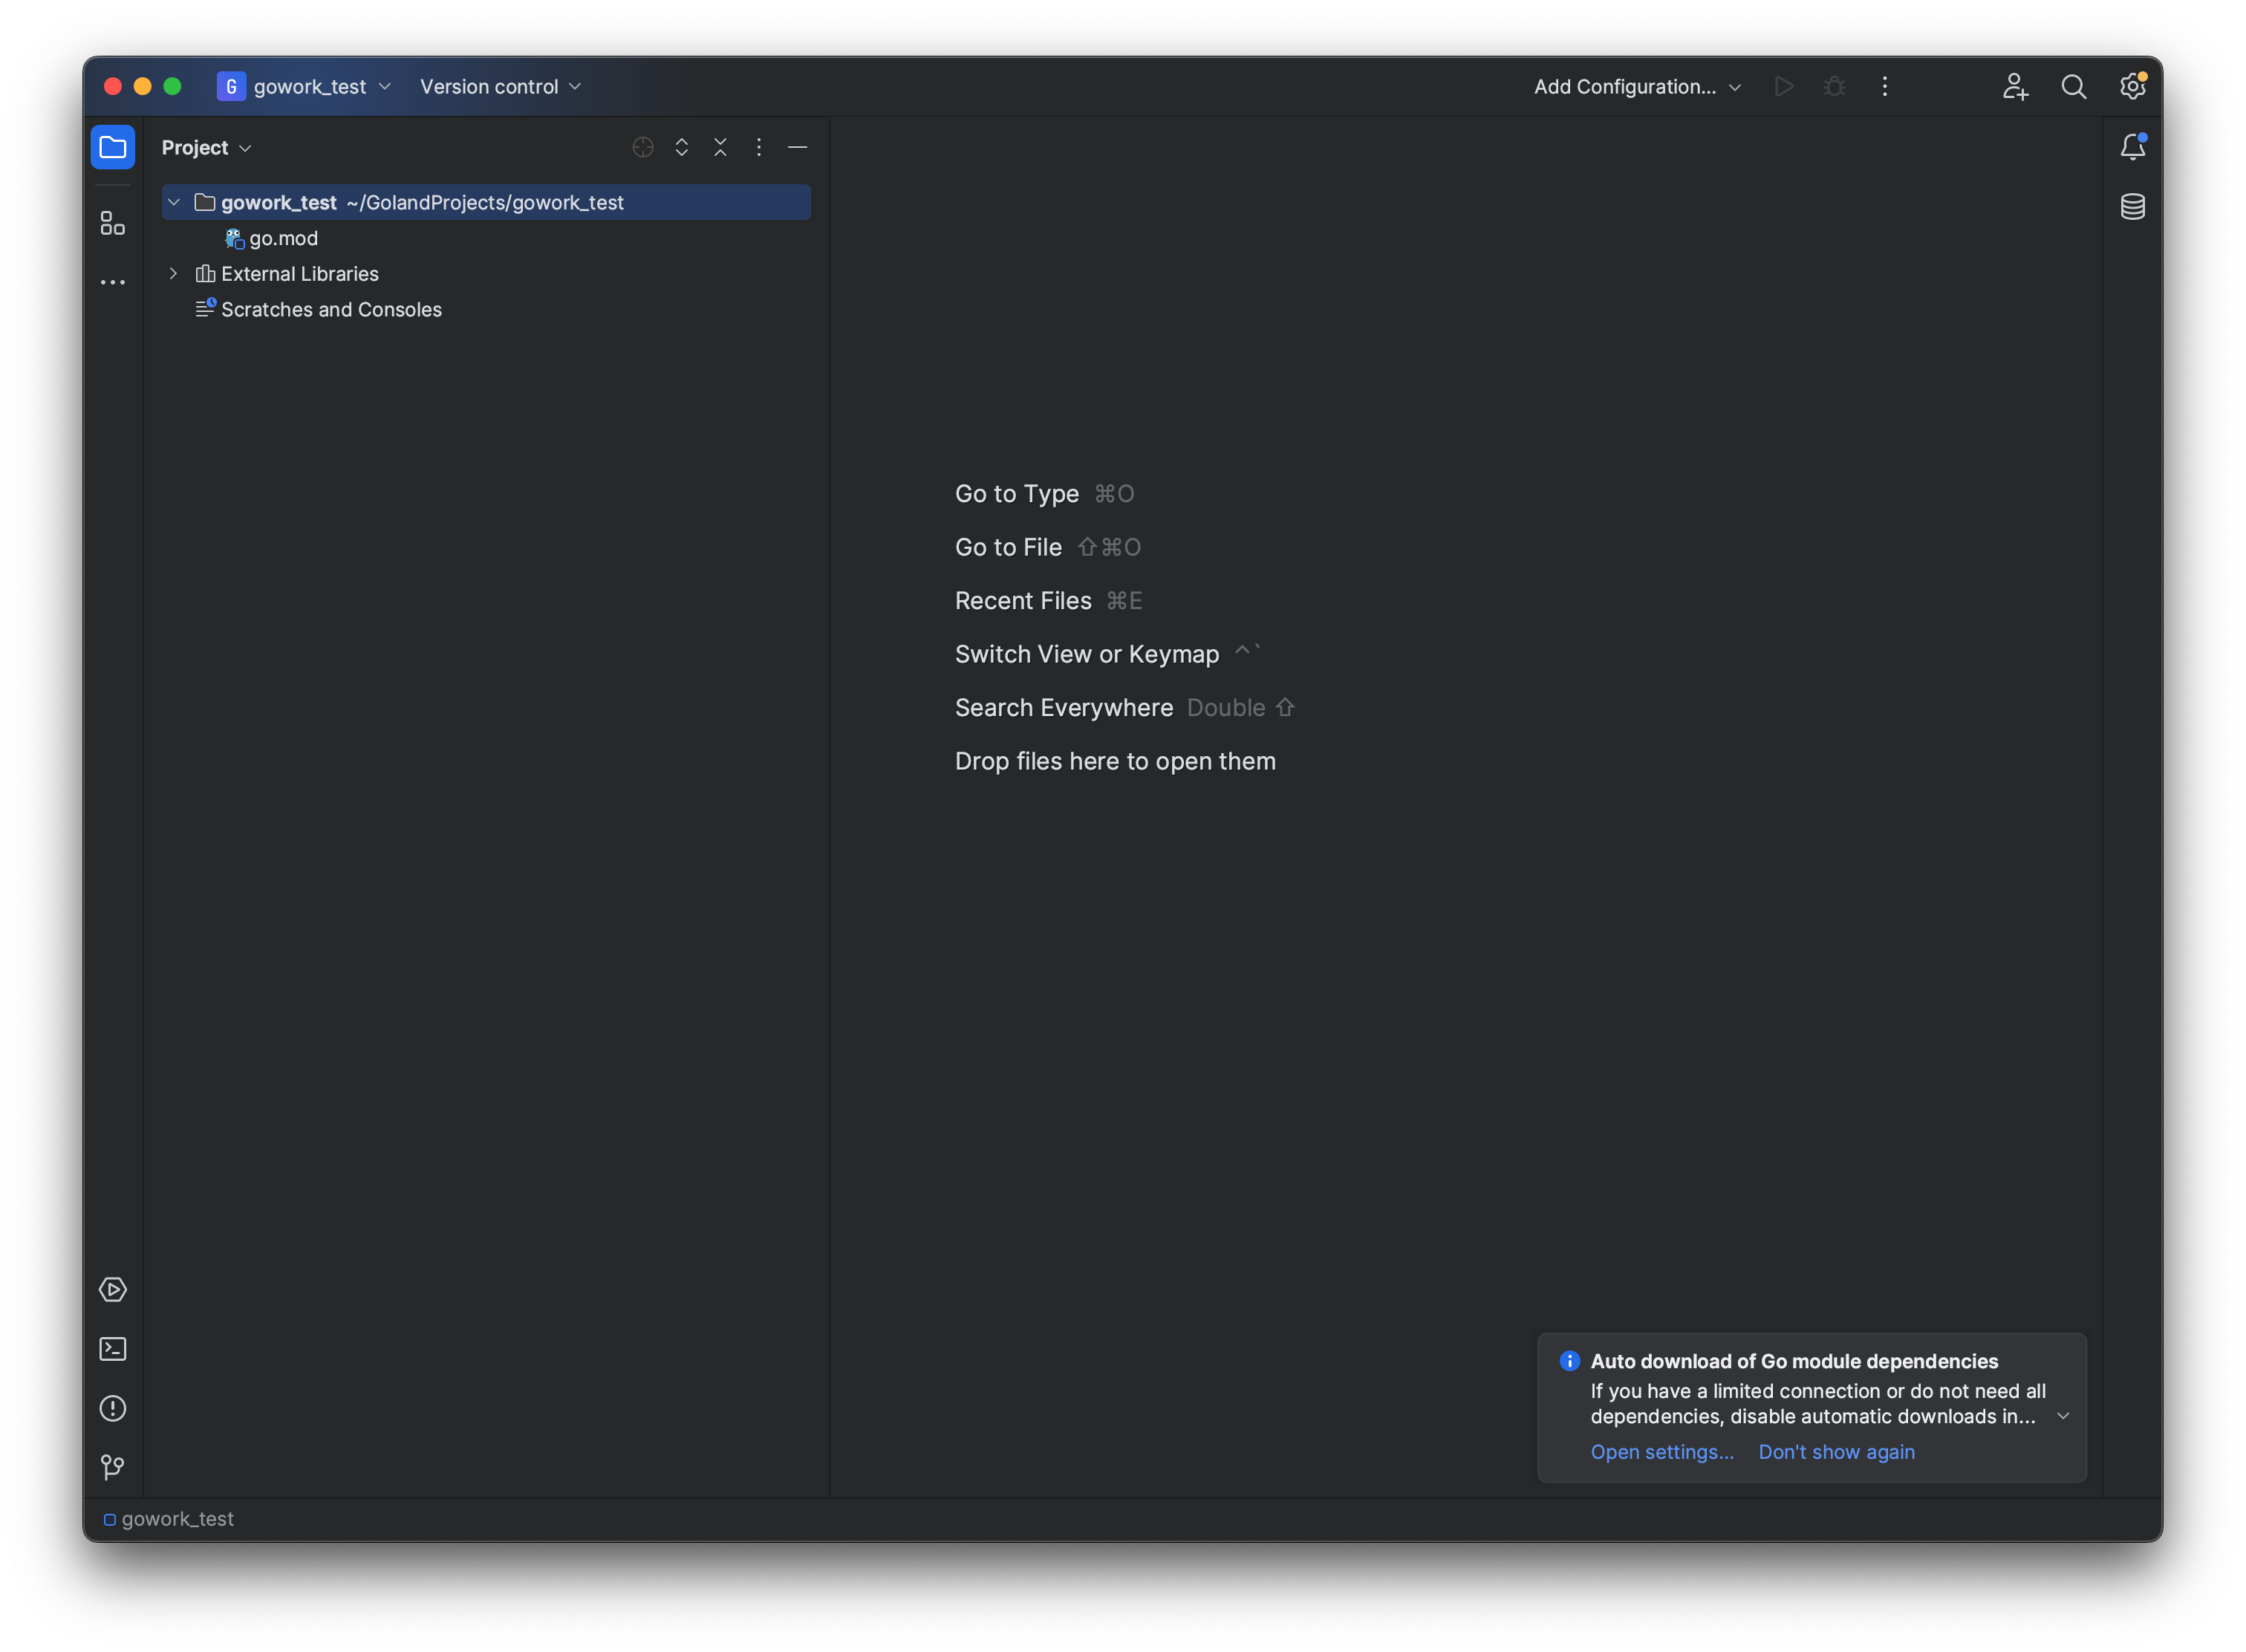 G gowork_test Version control Add Configuration...
Project
gowork_test ~/GolandProjects/gowork_test
go.mod
External Libraries
Scratches and Consoles
Go to Type ⌘O
Go to File ⇧⌘O
Recent Files ⌘E
Switch View or Keymap ^`
Search Everywhere Double ⇧
Drop files here to open them
Auto download of Go module dependencies
If you have a limited connection or do not need all
dependencies, disable automatic downloads in...
Open settings... Don't show again
gowork_test